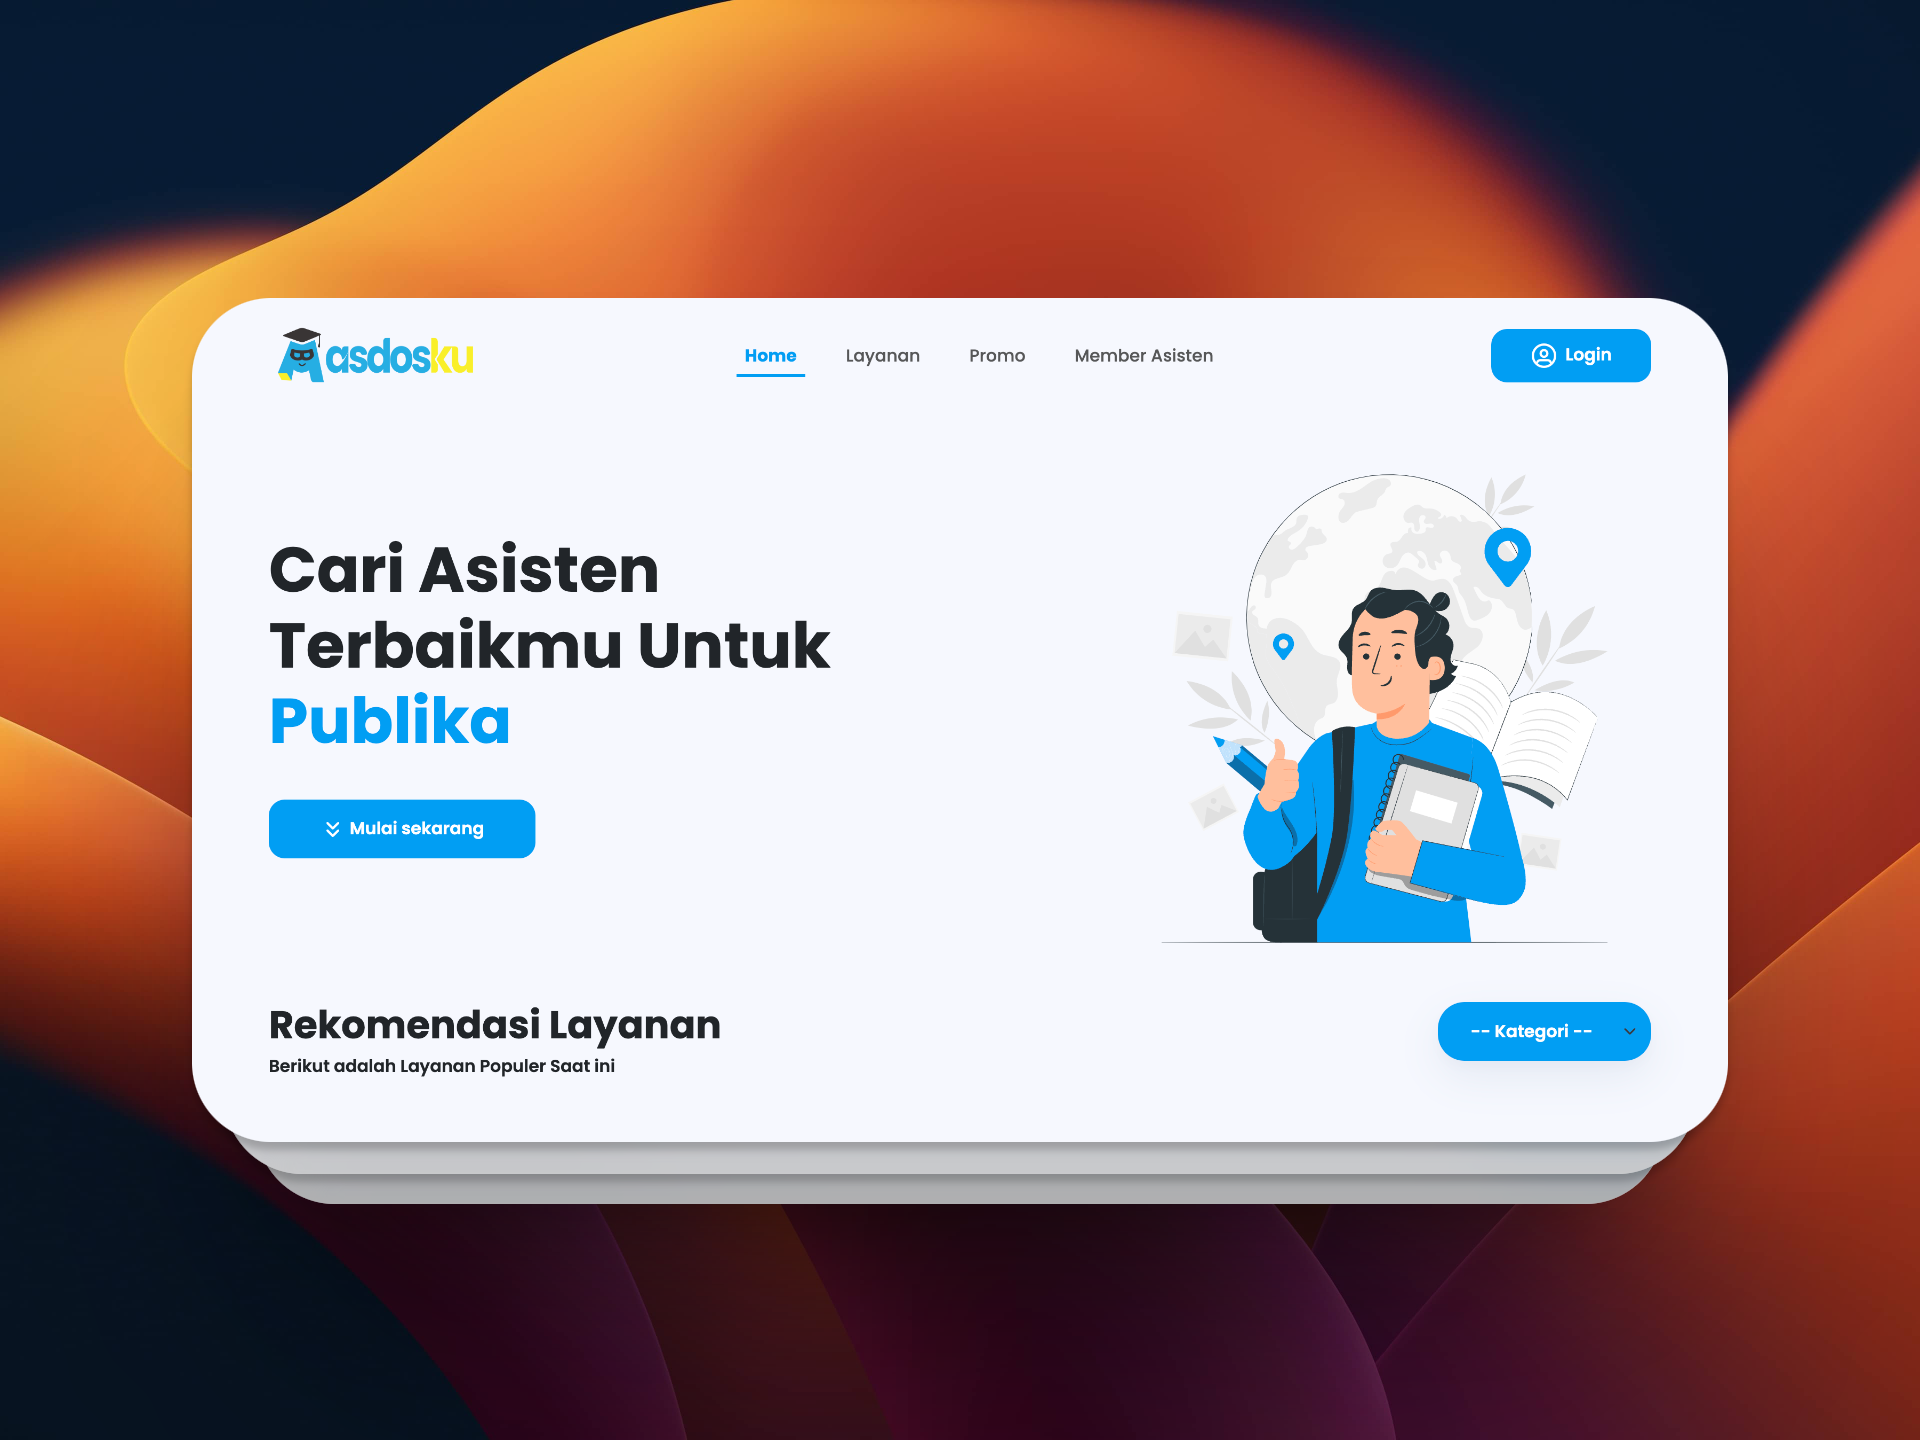 asdosku
Home
Layanan
Promo
Member Asisten
Login
Cari Asisten
Terbaikmu Untuk
Publika
Mulai sekarang
Rekomendasi Layanan
Berikut adalah Layanan Populer Saat ini
-- Kategori --